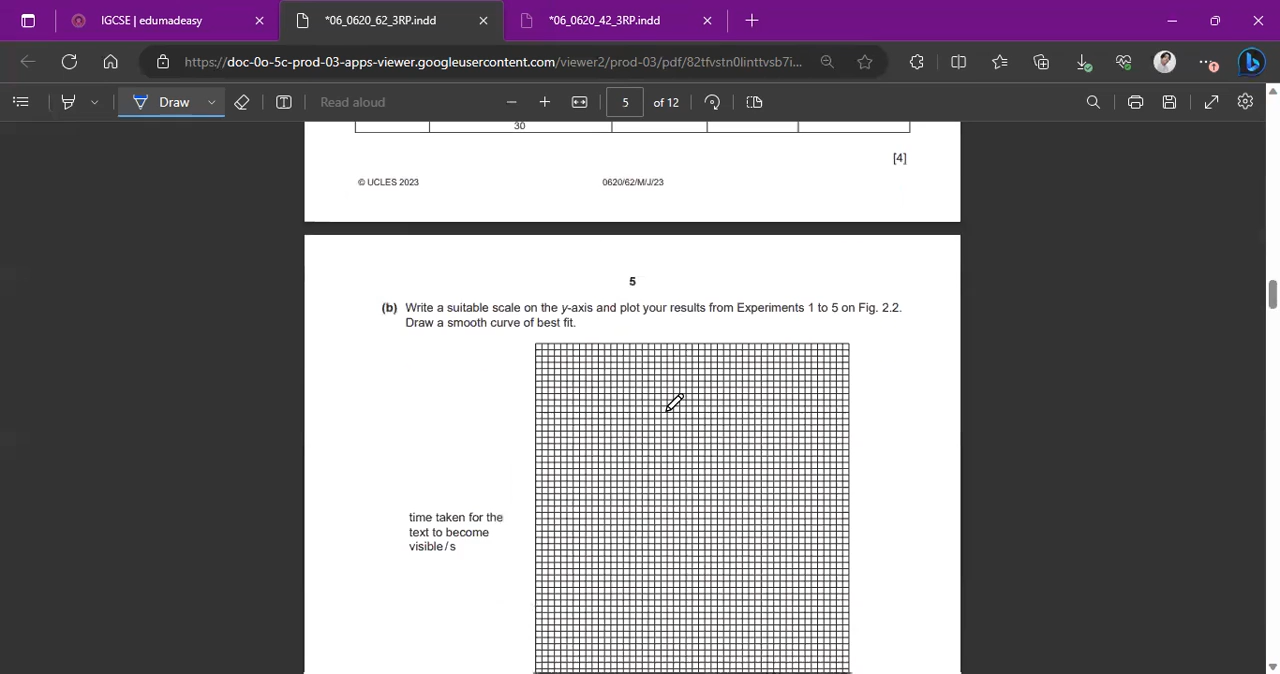 IGCSE | edumadeasy
*06_0620_62_3RP.indd
*06_0620_42_3RP.indd
https://doc-0o-5c-prod-03-apps-viewer.googleusercontent.com/viewer2/prod-03/pdf/82tfvstn0linttvsb7i...
Draw
Read aloud
5
of 12
30
[4]
© UCLES 2023
0620/62/M/J/23
5
(b) Write a suitable scale on the y-axis and plot your results from Experiments 1 to 5 on Fig. 2.2.
Draw a smooth curve of best fit.
time taken for the
text to become
visible / s